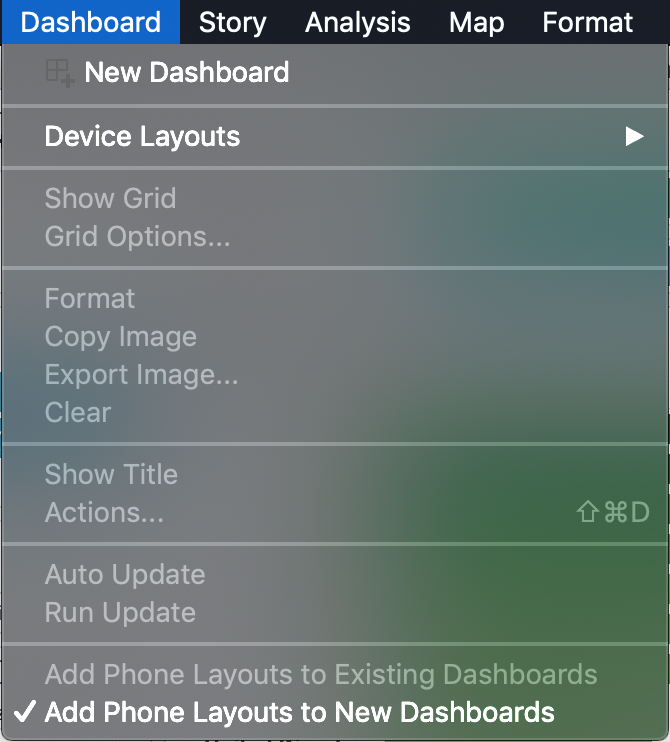 Dashboard Story Analysis Map Format
New Dashboard
Device Layouts
Show Grid
Grid Options...
Format
Copy Image
Export Image...
Clear
Show Title
Actions... ⇧⌘D
Auto Update
Run Update
Add Phone Layouts to Existing Dashboards
✓ Add Phone Layouts to New Dashboards